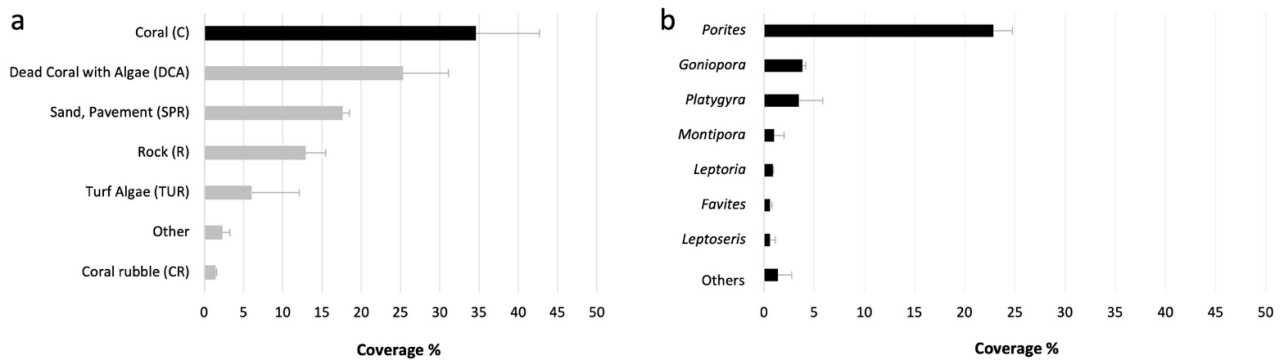 a
Coral (C)
Dead Coral with Algae (DCA)
Sand, Pavement (SPR)
Rock (R)
Turf Algae (TUR)
Other
Coral rubble (CR)
0 5 10 15 20 25 30 35 40 45 50
Coverage %
b
Porites
Goniopora
Platygyra
Montipora
Leptoria
Favites
Leptoseris
Others
0 5 10 15 20 25 30 35 40 45 50
Coverage %